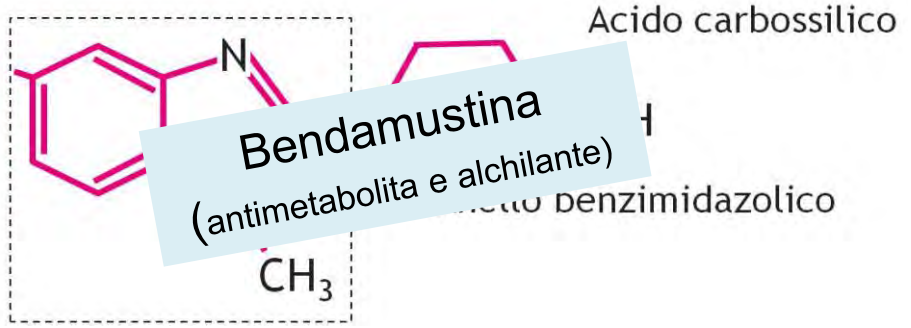 Acido carbossilico
N
Bendamustina
H
(antimetabolita e alchilante)
benzimidazolico
CH3